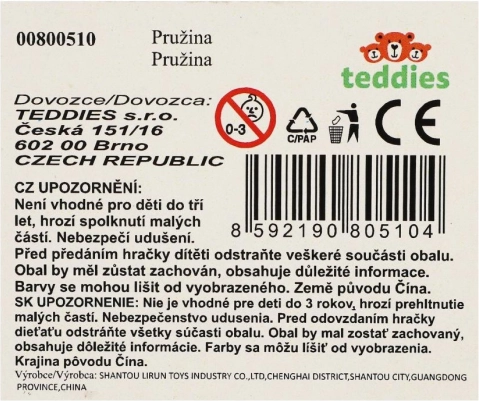 00800510 Pružina
Pružina
teddies
Dovozce/Dovozca:
TEDDIES s.r.o.
Česká 151/16
602 00 Brno
CZECH REPUBLIC
0-3
C/PAP
CE
8 592190 805104
CZ UPOZORNĚNÍ:
Není vhodné pro děti do tří
let, hrozí spolknutí malých
částí. Nebezpečí udušení.
Před předáním hračky dítěti odstraňte veškeré součásti obalu.
Obal by měl zůstat zachován, obsahuje důležité informace.
Barvy se mohou lišit od vyobrazeného. Země původu Čína.
SK UPOZORNENIE: Nie je vhodné pre deti do 3 rokov, hrozí prehltnutie
malých částí. Nebezpečenstvo udusenia. Pred odovzdaním hračky
dieťaťu odstráňte všetky súčasti obalu. Obal by mal zostať zachovaný,
obsahuje důležité informácie. Farby sa môžu líšiť od vyobrazenia.
Krajina pôvodu Čína.
Výrobce/Výrobca: SHANTOU LIRUN TOYS INDUSTRY CO.,LTD,CHENGHAI DISTRICT,SHANTOU CITY,GUANGDONG
PROVINCE,CHINA